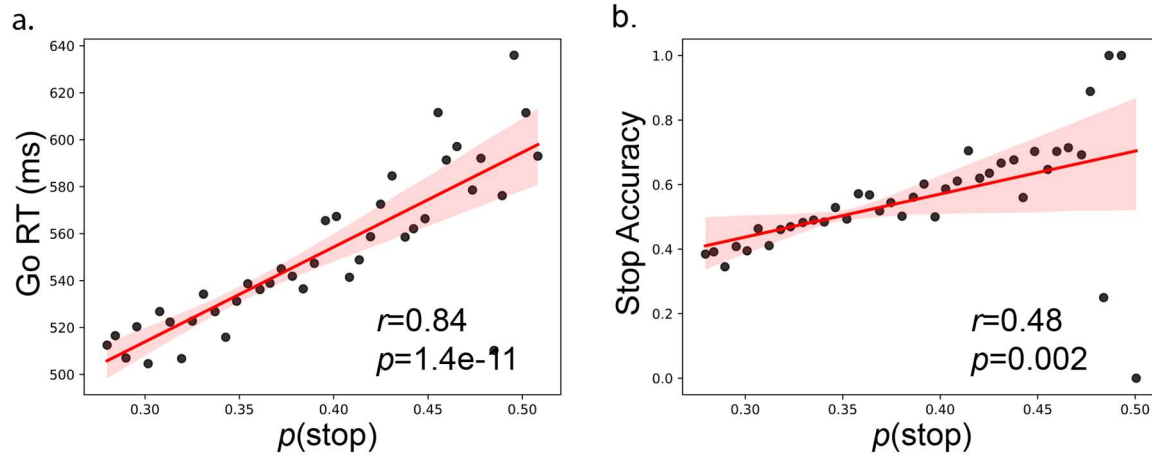 a.
640
620
600
580
560
540
520
500
Go RT (ms)
r=0.84
p=1.4e-11
0.30 0.35 0.40 0.45 0.50
p(stop)
b.
1.0
0.8
0.6
0.4
0.2
0.0
Stop Accuracy
r=0.48
p=0.002
0.30 0.35 0.40 0.45 0.50
p(stop)